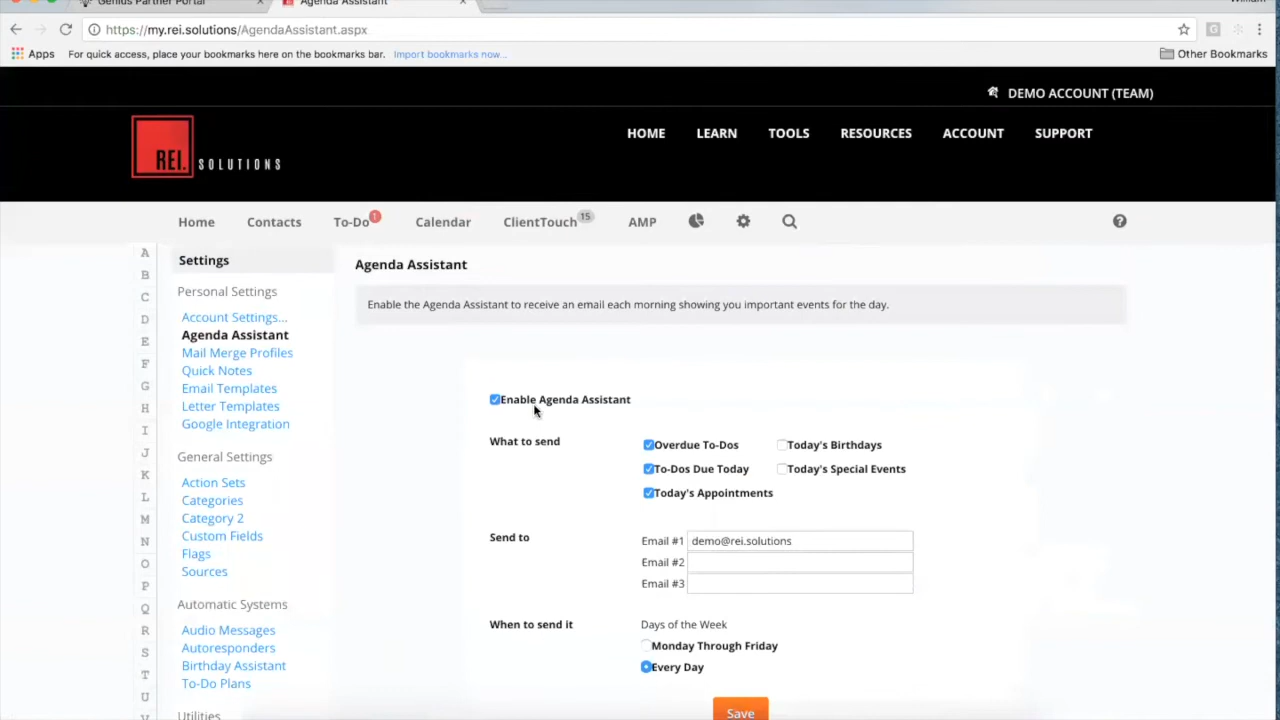 Genius Partner Portal
Agenda Assistant
William
https://my.rei.solutions/AgendaAssistant.aspx
Apps For quick access, place your bookmarks here on the bookmarks bar. Import bookmarks now... Other Bookmarks
DEMO ACCOUNT (TEAM)
REI. SOLUTIONS
HOME LEARN TOOLS RESOURCES ACCOUNT SUPPORT
Home Contacts To-Do 1 Calendar ClientTouch 15 AMP ?
A
B
C
D
E
F
G
H
I
J
K
L
M
N
O
P
Q
R
S
T
U
Settings
Personal Settings
Account Settings...
Agenda Assistant
Mail Merge Profiles
Quick Notes
Email Templates
Letter Templates
Google Integration
General Settings
Action Sets
Categories
Category 2
Custom Fields
Flags
Sources
Automatic Systems
Audio Messages
Autoresponders
Birthday Assistant
To-Do Plans
Utilities
Agenda Assistant
Enable the Agenda Assistant to receive an email each morning showing you important events for the day.
Enable Agenda Assistant
What to send
Overdue To-Dos Today's Birthdays
To-Dos Due Today Today's Special Events
Today's Appointments
Send to
Email #1 demo@rei.solutions
Email #2
Email #3
When to send it
Days of the Week
Monday Through Friday
Every Day
Save